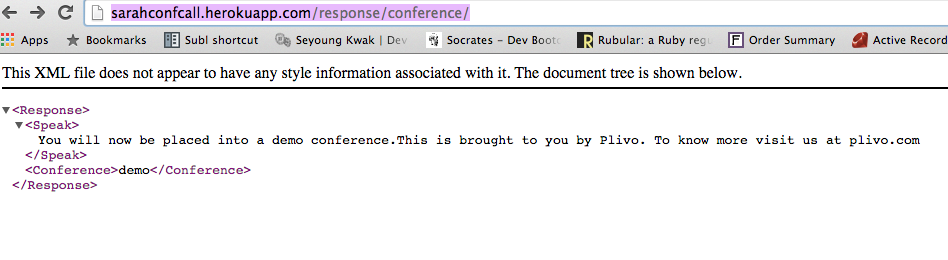 sarahconfcall.herokuapp.com/response/conference/
Apps Bookmarks Subl shortcut Seyoung Kwak | Dev Socrates – Dev Booto Rubular: a Ruby regu Order Summary Active Record
This XML file does not appear to have any style information associated with it. The document tree is shown below.
<Response>
<Speak>
You will now be placed into a demo conference.This is brought to you by Plivo. To know more visit us at plivo.com
</Speak>
<Conference>demo</Conference>
</Response>